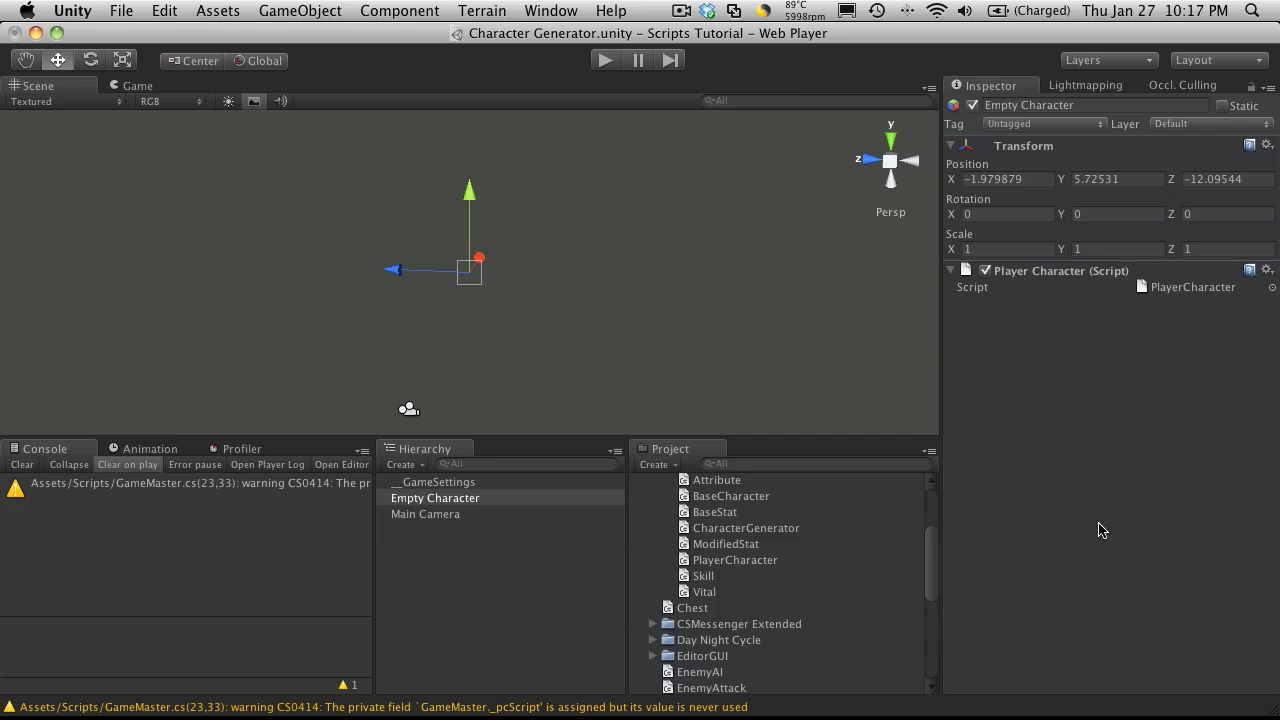 Unity File Edit Assets GameObject Component Terrain Window Help 89°C 5998rpm (Charged) Thu Jan 27 10:17 PM
Character Generator.unity – Scripts Tutorial – Web Player
Center Global Layers Layout
Scene Game
Textured RGB All
y
z
Persp
Inspector Lightmapping Occl. Culling
Empty Character Static
Tag Untagged Layer Default
Transform
Position
X -1.979879 Y 5.72531 Z -12.09544
Rotation
X 0 Y 0 Z 0
Scale
X 1 Y 1 Z 1
Player Character (Script)
Script PlayerCharacter
Console Animation Profiler
Clear Collapse Clear on play Error pause Open Player Log Open Editor
Assets/Scripts/GameMaster.cs(23,33): warning CS0414: The pr
1
Hierarchy
Create All
__GameSettings
Empty Character
Main Camera
Project
Create All
Attribute
BaseCharacter
BaseStat
CharacterGenerator
ModifiedStat
PlayerCharacter
Skill
Vital
Chest
CSMessenger Extended
Day Night Cycle
EditorGUI
EnemyAI
EnemyAttack
Assets/Scripts/GameMaster.cs(23,33): warning CS0414: The private field `GameMaster._pcScript' is assigned but its value is never used